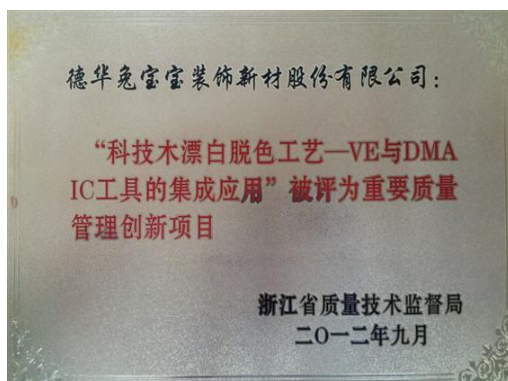 德华兔宝宝装饰新材股份有限公司：
“科技木漂白脱色工艺—VE与DMA
IC工具的集成应用”被评为重要质量
管理创新项目
浙江省质量技术监督局
二〇一二年九月